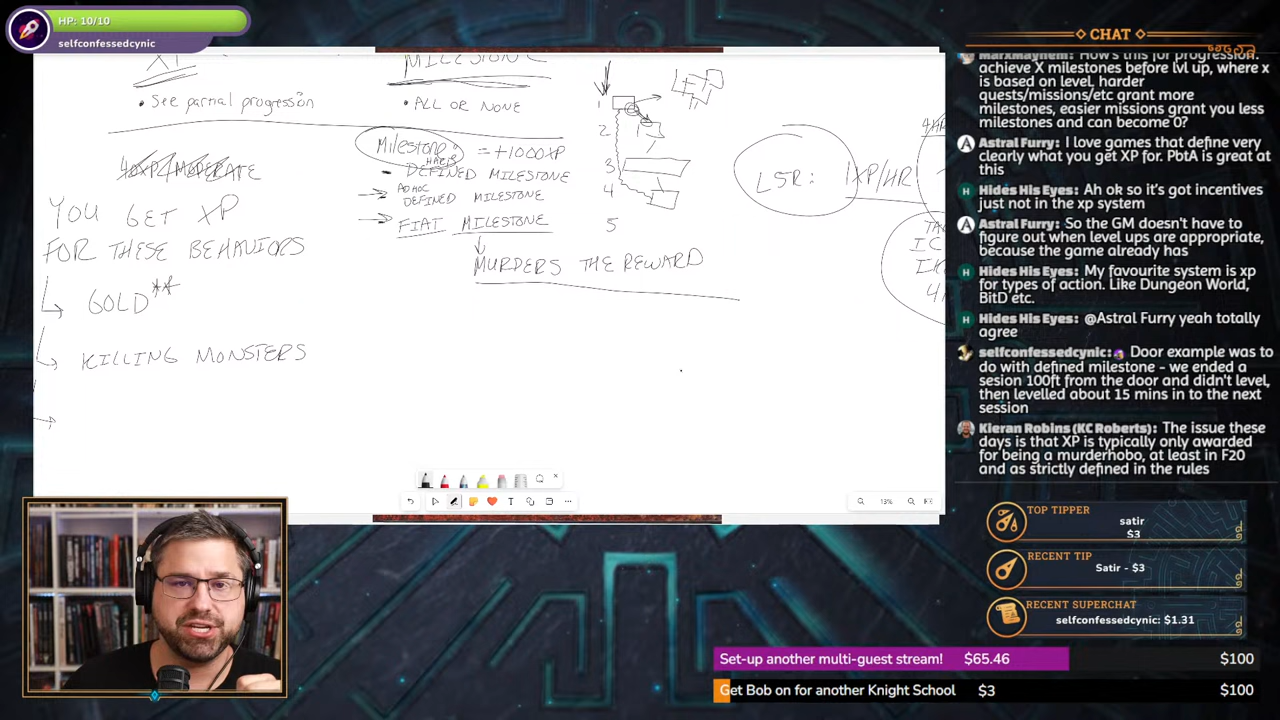 HP: 10/10
selfconfessedcynic
XP
MILESTONE
• See partial progression
• ALL OR NONE
4XP/MODERATE
Milestone: = +1000XP
HARD
DEFINED MILESTONE
AD HOC
DEFINED MILESTONE
FIAT MILESTONE
MURDERS THE REWARD
1
2
3
4
5
YOU GET XP
FOR THESE BEHAVIORS
GOLD**
KILLING MONSTERS
LSR: 1XP/HR
13%
CHAT
MarxMayhem: How's this for progression:
achieve X milestones before lvl up, where x
is based on level. harder
quests/missions/etc grant more
milestones, easier missions grant you less
milestones and can become 0?
Astral Furry: I love games that define very
clearly what you get XP for. PbtA is great at
this
Hides His Eyes: Ah ok so it's got incentives
just not in the xp system
Astral Furry: So the GM doesn't have to
figure out when level ups are appropriate,
because the game already has
Hides His Eyes: My favourite system is xp
for types of action. Like Dungeon World,
BitD etc.
Hides His Eyes: @Astral Furry yeah totally
agree
selfconfessedcynic: Door example was to
do with defined milestone - we ended a
sesion 100ft from the door and didn't level,
then levelled about 15 mins in to the next
session
Kieran Robins (KC Roberts): The issue these
days is that XP is typically only awarded
for being a murderhobo, at least in F20
and as strictly defined in the rules
TOP TIPPER
satir
$3
RECENT TIP
Satir - $3
RECENT SUPERCHAT
selfconfessedcynic: $1.31
Set-up another multi-guest stream! $65.46 $100
Get Bob on for another Knight School $3 $100